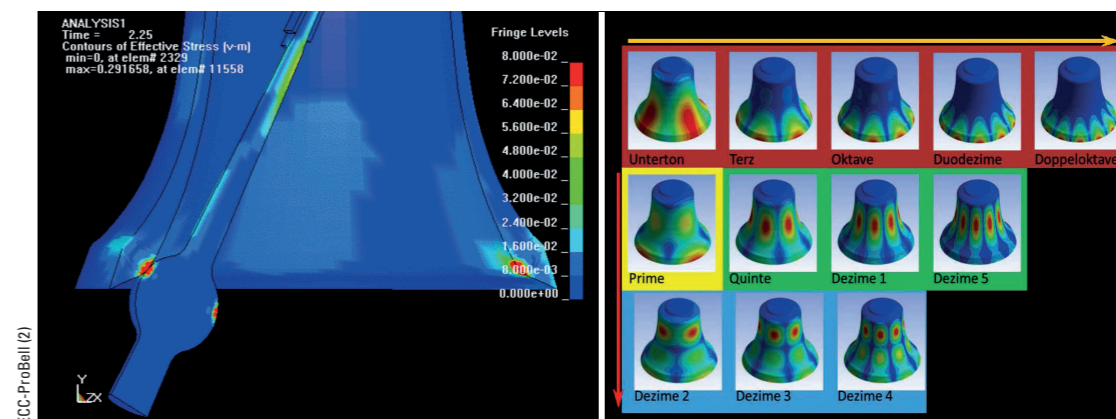 ANALYSIS1
Time = 2.25
Contours of Effective Stress (v-m)
min=0, at elem# 2329
max=0.291658, at elem# 11558
Fringe Levels
8.000e-02
7.200e-02
6.400e-02
5.600e-02
4.800e-02
4.000e-02
3.200e-02
2.400e-02
1.600e-02
8.000e-03
0.000e+00
Y
ZX
ECC-ProBell (2)
Unterton Terz Oktave Duodezime Doppeloktave
Prime Quinte Dezime 1 Dezime 5
Dezime 2 Dezime 3 Dezime 4